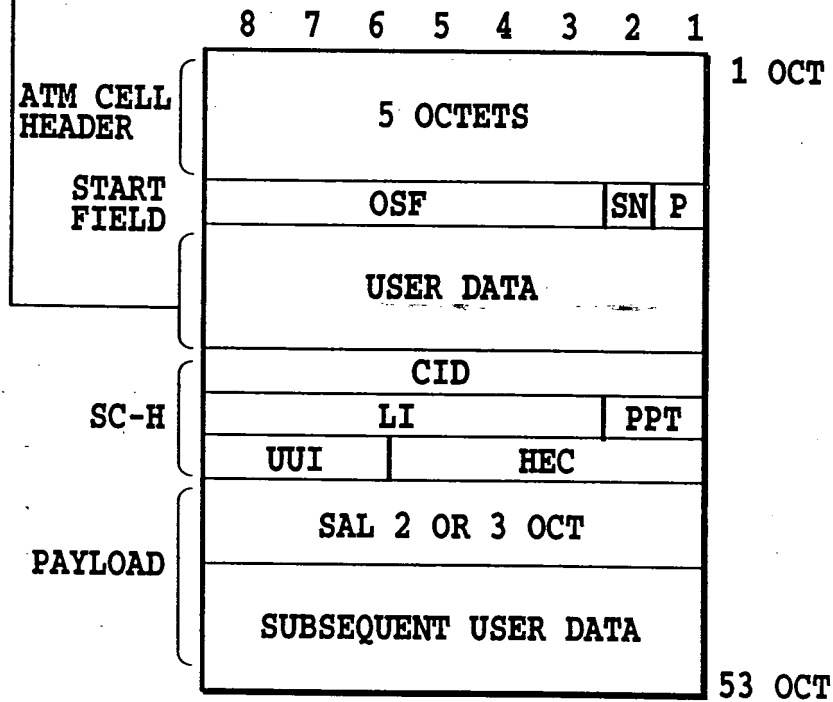 8 7 6 5 4 3 2 1
1 OCT
ATM CELL
HEADER
5 OCTETS
START
FIELD
OSF SN P
USER DATA
CID
SC-H
LI PPT
UUI HEC
SAL 2 OR 3 OCT
PAYLOAD
SUBSEQUENT USER DATA
53 OCT